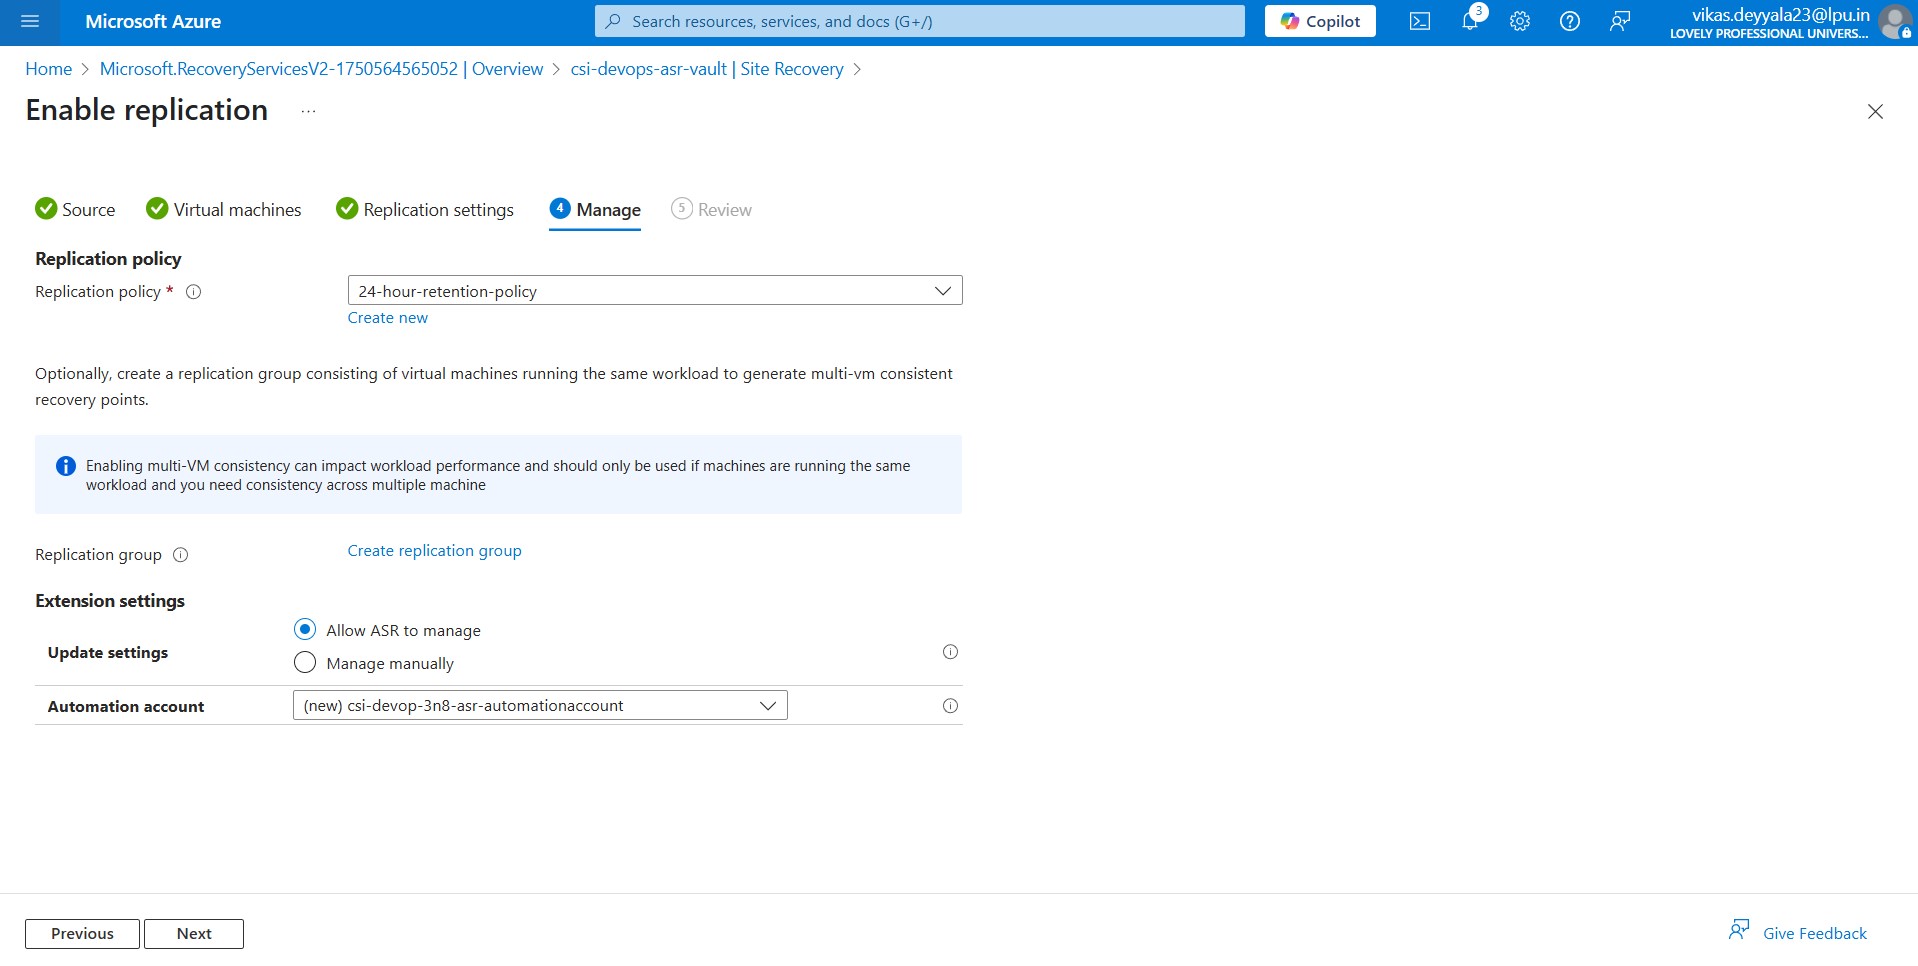 Microsoft Azure
Search resources, services, and docs (G+/)
Copilot
3
vikas.deyyala23@lpu.in
LOVELY PROFESSIONAL UNIVERS...
Home > Microsoft.RecoveryServicesV2-1750564565052 | Overview > csi-devops-asr-vault | Site Recovery >
Enable replication ...
Source
Virtual machines
Replication settings
4 Manage
5 Review
Replication policy
Replication policy *
24-hour-retention-policy
Create new
Optionally, create a replication group consisting of virtual machines running the same workload to generate multi-vm consistent
recovery points.
Enabling multi-VM consistency can impact workload performance and should only be used if machines are running the same
workload and you need consistency across multiple machine
Replication group
Create replication group
Extension settings
Update settings
Allow ASR to manage
Manage manually
Automation account
(new) csi-devop-3n8-asr-automationaccount
Previous
Next
Give Feedback